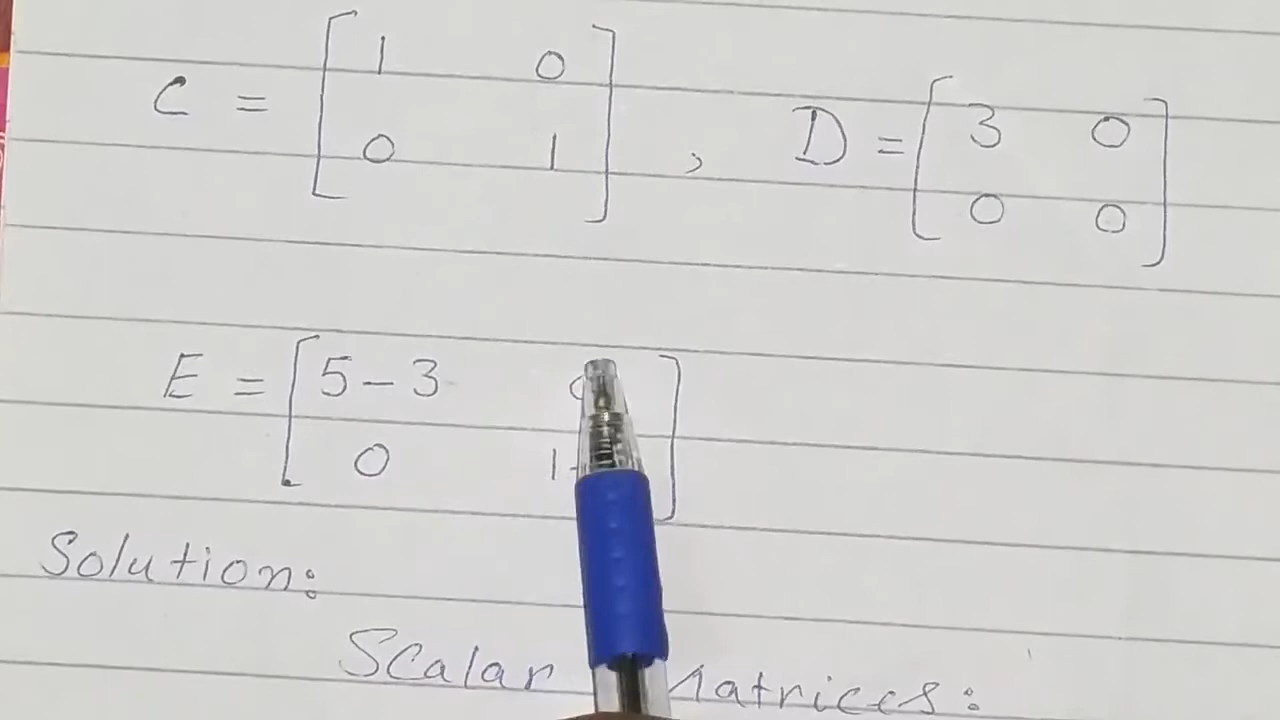 C = [ 1 0
0 1 ] , D = [ 3 0
0 0 ]
E = [ 5 - 3
0 1 ]
Solution:
Scalar